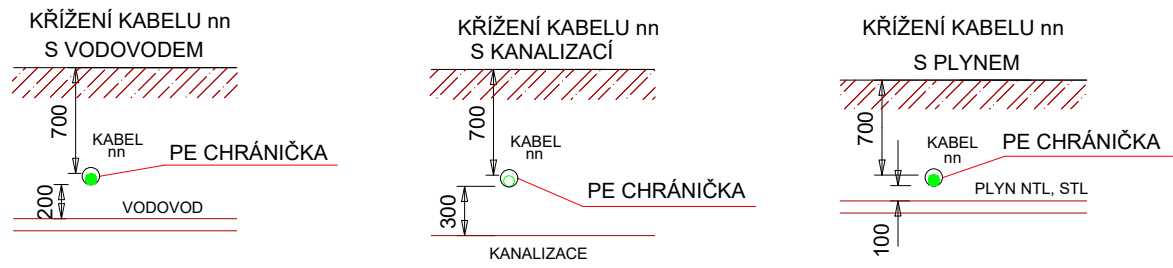 KŘÍŽENÍ KABELU nn
S VODOVODEM
700
KABEL
nn
PE CHRÁNIČKA
200
VODOVOD
KŘÍŽENÍ KABELU nn
S KANALIZACÍ
700
KABEL
nn
PE CHRÁNIČKA
300
KANALIZACE
KŘÍŽENÍ KABELU nn
S PLYNEM
700
KABEL
nn
PE CHRÁNIČKA
PLYN NTL, STL
100